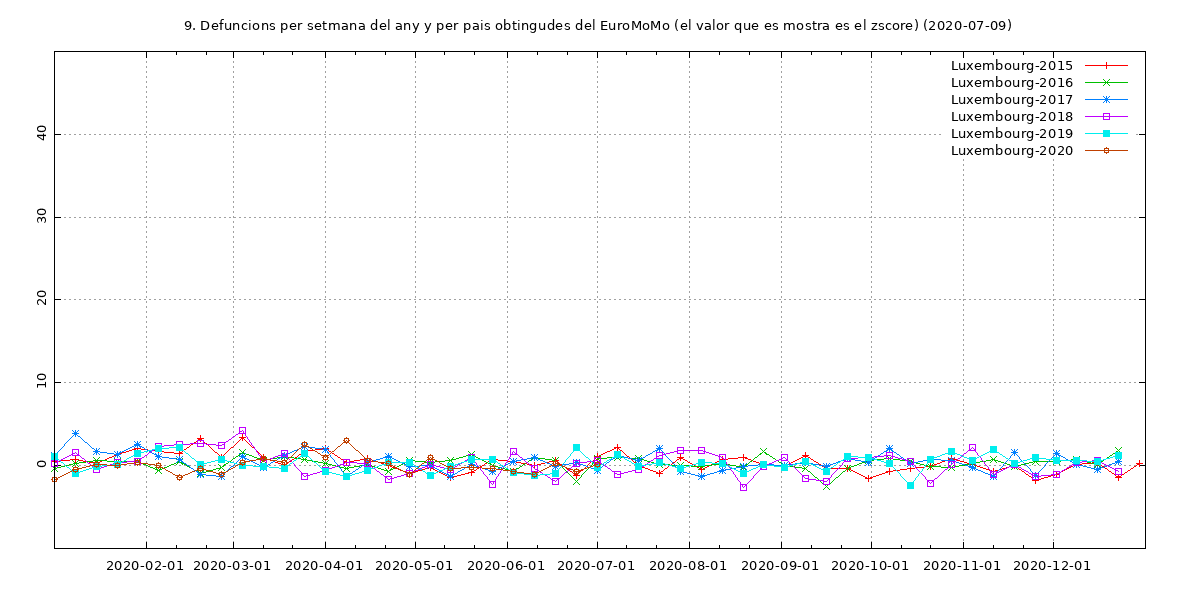 9. Defuncions per setmana del any y per pais obtingudes del EuroMoMo (el valor que es mostra es el zscore) (2020-07-09)
Luxembourg-2015
Luxembourg-2016
Luxembourg-2017
Luxembourg-2018
Luxembourg-2019
Luxembourg-2020
40
30
20
10
0
2020-02-01 2020-03-01 2020-04-01 2020-05-01 2020-06-01 2020-07-01 2020-08-01 2020-09-01 2020-10-01 2020-11-01 2020-12-01